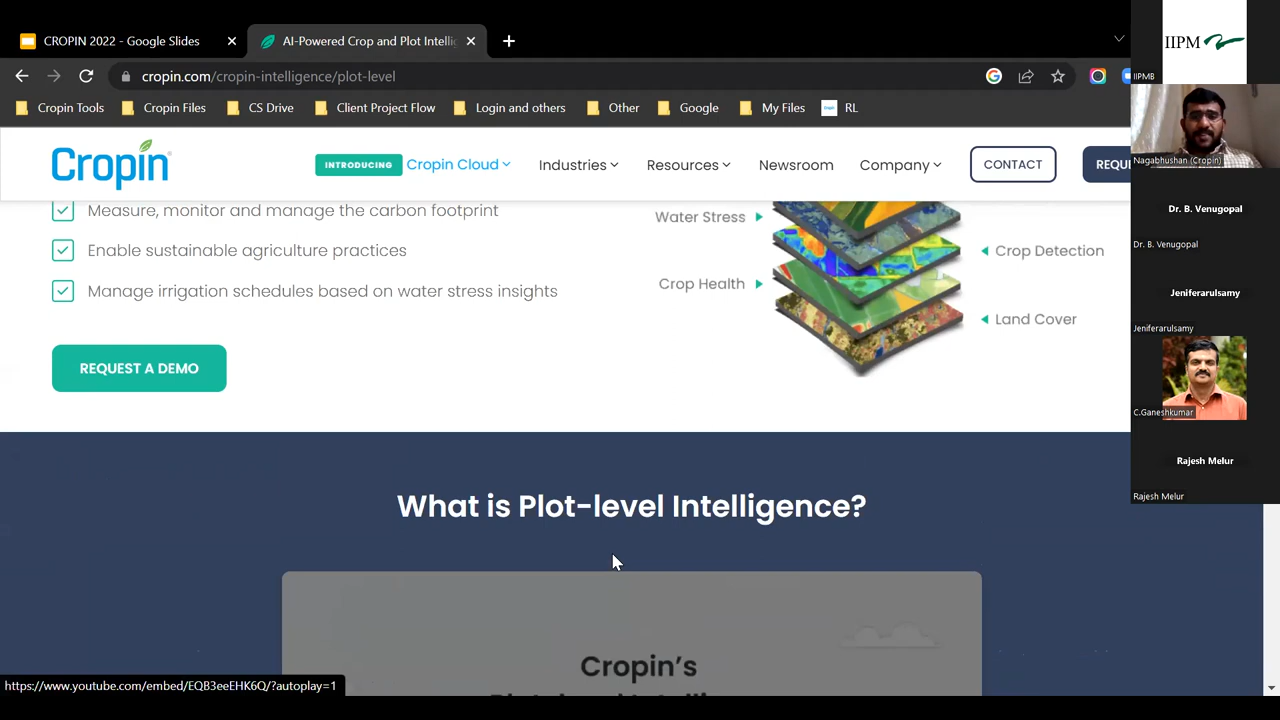 CROPIN 2022 - Google Slides
AI-Powered Crop and Plot Intellig
cropin.com/cropin-intelligence/plot-level
Cropin Tools
Cropin Files
CS Drive
Client Project Flow
Login and others
Other
Google
My Files
RL
Cropin
INTRODUCING
Cropin Cloud
Industries
Resources
Newsroom
Company
CONTACT
REQU
Measure, monitor and manage the carbon footprint
Enable sustainable agriculture practices
Manage irrigation schedules based on water stress insights
REQUEST A DEMO
Water Stress
Crop Health
Crop Detection
Land Cover
What is Plot-level Intelligence?
Cropin's
https://www.youtube.com/embed/EQB3eeEHK6Q/?autoplay=1
IIPM
IIPMB
Nagabhushan (Cropin)
Dr. B. Venugopal
Dr. B. Venugopal
Jeniferarulsamy
Jeniferarulsamy
C.Ganeshkumar
Rajesh Melur
Rajesh Melur